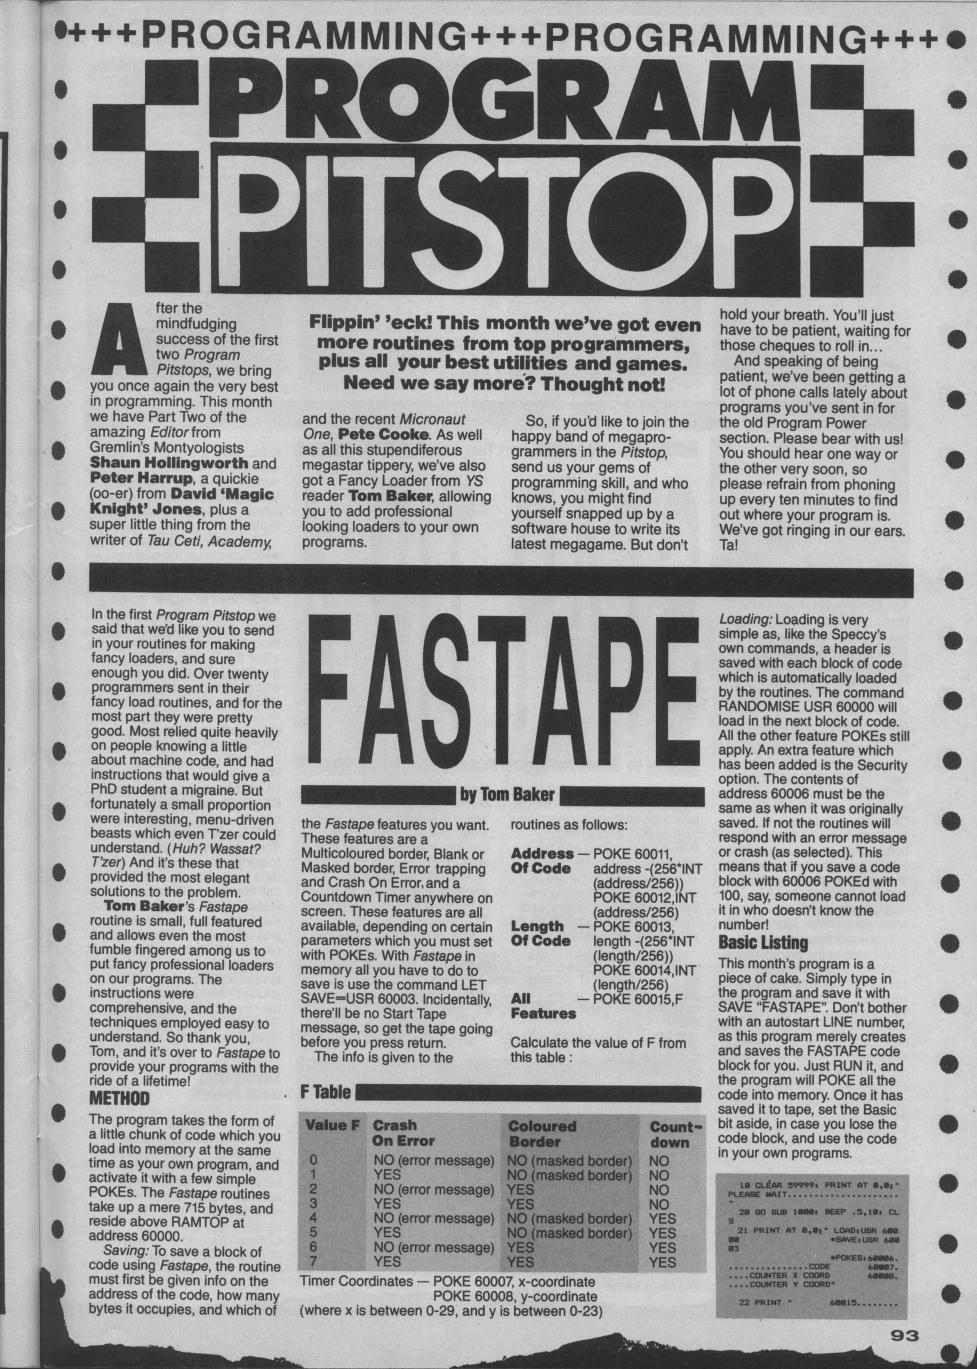 +++PROGRAMMING+++PROGRAMMING+++
PROGRAM
PITSTOP
After the
mindfudging
success of the first
two Program
Pitstops, we bring
you once again the very best
in programming. This month
we have Part Two of the
amazing Editor from
Gremlin's Montyologists
Shaun Hollingworth and
Peter Harrup, a quickie
(oo-er) from David 'Magic
Knight' Jones, plus a
super little thing from the
writer of Tau Ceti, Academy,
Flippin' 'eck! This month we've got even
more routines from top programmers,
plus all your best utilities and games.
Need we say more? Thought not!
and the recent Micronaut
One, Pete Cooke. As well
as all this stupendiferous
megastar tippery, we've also
got a Fancy Loader from YS
reader Tom Baker, allowing
you to add professional
looking loaders to your own
programs.
So, if you'd like to join the
happy band of megapro-
grammers in the Pitstop,
send us your gems of
programming skill, and who
knows, you might find
yourself snapped up by a
software house to write its
latest megagame. But don't
hold your breath. You'll just
have to be patient, waiting for
those cheques to roll in...
And speaking of being
patient, we've been getting a
lot of phone calls lately about
programs you've sent in for
the old Program Power
section. Please bear with us!
You should hear one way or
the other very soon, so
please refrain from phoning
up every ten minutes to find
out where your program is.
We've got ringing in our ears.
Ta!
In the first Program Pitstop we
said that we'd like you to send
in your routines for making
fancy loaders, and sure
enough you did. Over twenty
programmers sent in their
fancy load routines, and for the
most part they were pretty
good. Most relied quite heavily
on people knowing a little
about machine code, and had
instructions that would give a
PhD student a migraine. But
fortunately a small proportion
were interesting, menu-driven
beasts which even T'zer could
understand. (Huh? Wassat?
T'zer) And it's these that
provided the most elegant
solutions to the problem.
Tom Baker's Fastape
routine is small, full featured
and allows even the most
fumble fingered among us to
put fancy professional loaders
on our programs. The
instructions were
comprehensive, and the
techniques employed easy to
understand. So thank you,
Tom, and it's over to Fastape to
provide your programs with the
ride of a lifetime!
METHOD
The program takes the form of
a little chunk of code which you
load into memory at the same
time as your own program, and
activate it with a few simple
POKEs. The Fastape routines
take up a mere 715 bytes, and
reside above RAMTOP at
address 60000.
Saving: To save a block of
code using Fastape, the routine
must first be given info on the
address of the code, how many
bytes it occupies, and which of
FASTAPE
by Tom Baker
the Fastape features you want.
These features are a
Multicoloured border, Blank or
Masked border, Error trapping
and Crash On Error, and a
Countdown Timer anywhere on
screen. These features are all
available, depending on certain
parameters which you must set
with POKEs. With Fastape in
memory all you have to do to
save is use the command LET
SAVE=USR 60003. Incidentally,
there'll be no Start Tape
message, so get the tape going
before you press return.
The info is given to the
routines as follows:
Address — POKE 60011,
Of Code address -(256*INT
(address/256))
POKE 60012,INT
(address/256)
Length — POKE 60013,
Of Code length -(256*INT
(length/256))
POKE 60014,INT
(length/256)
All — POKE 60015,F
Features
Calculate the value of F from
this table :
F Table
Value F Crash On Error Coloured Border Count-down
0 NO (error message) NO (masked border) NO
1 YES NO (masked border) NO
2 NO (error message) YES NO
3 YES YES NO
4 NO (error message) NO (masked border) YES
5 YES NO (masked border) YES
6 NO (error message) YES YES
7 YES YES YES
Timer Coordinates — POKE 60007, x-coordinate
POKE 60008, y-coordinate
(where x is between 0-29, and y is between 0-23)
Loading: Loading is very
simple as, like the Speccy's
own commands, a header is
saved with each block of code
which is automatically loaded
by the routines. The command
RANDOMISE USR 60000 will
load in the next block of code.
All the other feature POKEs still
apply. An extra feature which
has been added is the Security
option. The contents of
address 60006 must be the
same as when it was originally
saved. If not the routines will
respond with an error message
or crash (as selected). This
means that if you save a code
block with 60006 POKEd with
100, say, someone cannot load
it in who doesn't know the
number!
Basic Listing
This month's program is a
piece of cake. Simply type in
the program and save it with
SAVE "FASTAPE". Don't bother
with an autostart LINE number,
as this program merely creates
and saves the FASTAPE code
block for you. Just RUN it, and
the program will POKE all the
code into memory. Once it has
saved it to tape, set the Basic
bit aside, in case you lose the
code block, and use the code
in your own programs.
10 CLEAR 59999: PRINT AT 0,0;"
PLEASE WAIT....................
"
20 GO SUB 1000: BEEP .5,10: CL
S
21 PRINT AT 0,0;" LOAD:USR 600
00 *SAVE:USR 600
03
*POKES:60006.
..............CODE 60007.
....COUNTER X COORD 60008.
....COUNTER Y COORD"
22 PRINT " 60015........
93